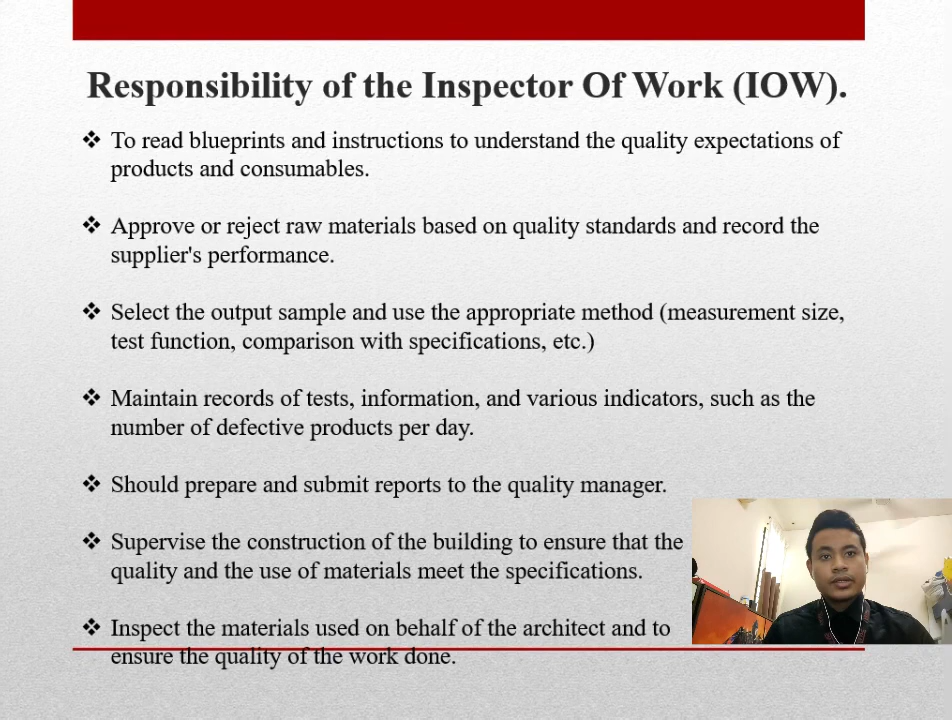 Responsibility of the Inspector Of Work (IOW).
❖ To read blueprints and instructions to understand the quality expectations of
products and consumables.
❖ Approve or reject raw materials based on quality standards and record the
supplier's performance.
❖ Select the output sample and use the appropriate method (measurement size,
test function, comparison with specifications, etc.)
❖ Maintain records of tests, information, and various indicators, such as the
number of defective products per day.
❖ Should prepare and submit reports to the quality manager.
❖ Supervise the construction of the building to ensure that the
quality and the use of materials meet the specifications.
❖ Inspect the materials used on behalf of the architect and to
ensure the quality of the work done.